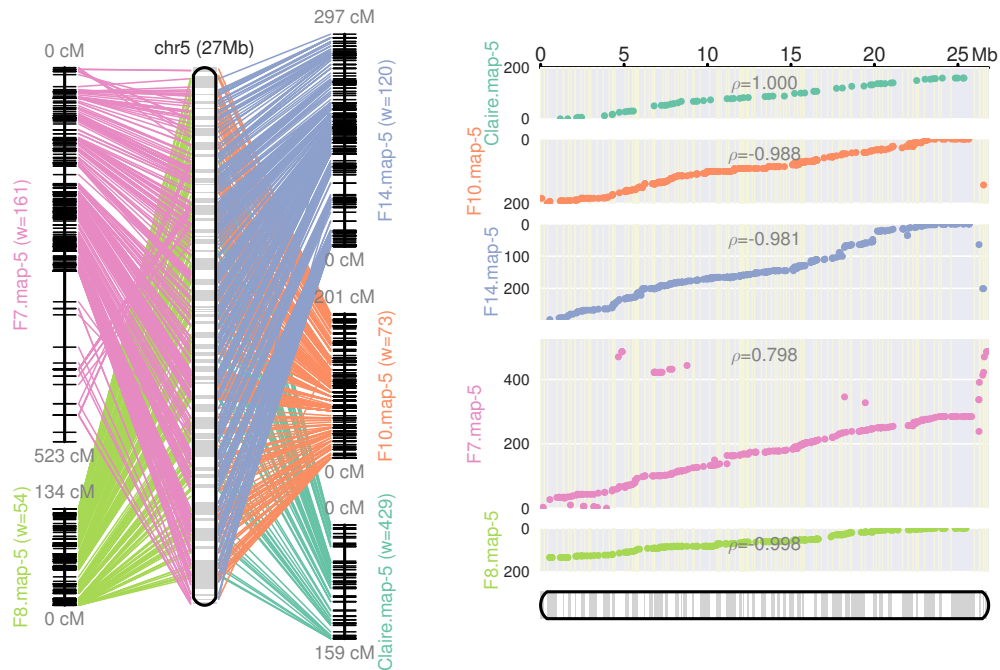 297 cM
0 cM
chr5 (27Mb)
F7.map-5 (w=161)
F14.map-5 (w=120)
0 cM
201 cM
F10.map-5 (w=73)
523 cM
134 cM
0 cM
0 cM
F8.map-5 (w=54)
Claire.map-5 (w=429)
0 cM
159 cM
0 5 10 15 20 25 Mb
Claire.map-5
200
0
ρ=1.000
F10.map-5
0
200
ρ=-0.988
F14.map-5
0
100
200
ρ=-0.981
F7.map-5
400
200
0
ρ=0.798
F8.map-5
0
200
ρ=-0.998